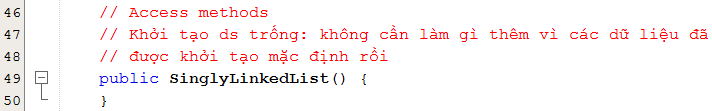 46 // Access methods
47 // Khởi tạo ds trống: không cần làm gì thêm vì các dữ liệu đã
48 // được khởi tạo mặc định rồi
49 public SinglyLinkedList() {
50 }